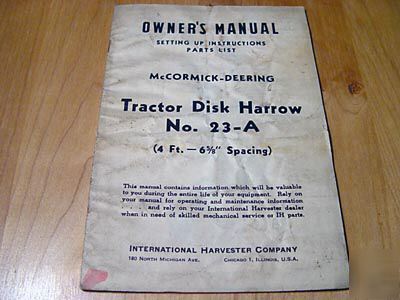 OWNER'S MANUAL
SETTING UP INSTRUCTIONS
PARTS LIST
McCORMICK-DEERING
Tractor Disk Harrow
No. 23-A
(4 Ft. — 6⅝" Spacing)
This manual contains information which will be valuable
to you during the entire life of your equipment. Rely on
your manual for operating and maintenance information
. . . and rely on your International Harvester dealer
when in need of skilled mechanical service or IH parts.
INTERNATIONAL HARVESTER COMPANY
180 NORTH MICHIGAN AVE. CHICAGO 1, ILLINOIS, U.S.A.